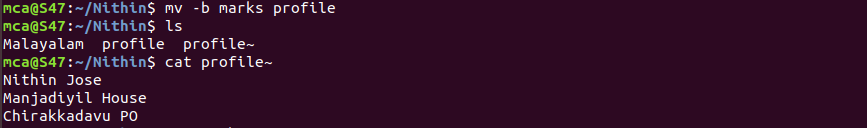 mca@S47:~/Nithin$ mv -b marks profile
mca@S47:~/Nithin$ ls
Malayalam  profile  profile~
mca@S47:~/Nithin$ cat profile~
Nithin Jose
Manjadiyil House
Chirakkadavu PO